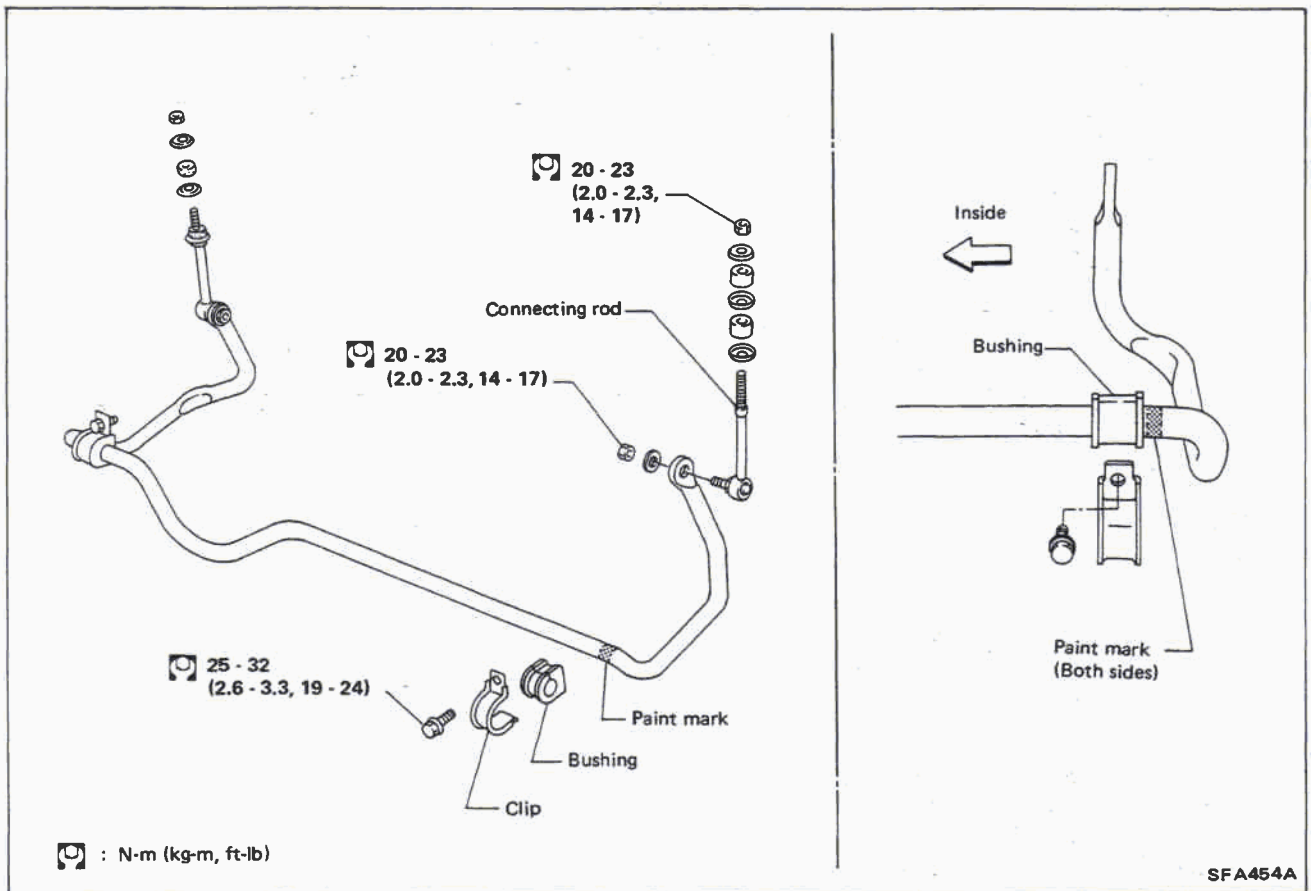 20 - 23
(2.0 - 2.3,
14 - 17)
Connecting rod
20 - 23
(2.0 - 2.3, 14 - 17)
25 - 32
(2.6 - 3.3, 19 - 24)
Paint mark
Bushing
Clip
: N·m (kg-m, ft-lb)
Inside
Bushing
Paint mark
(Both sides)
SFA454A